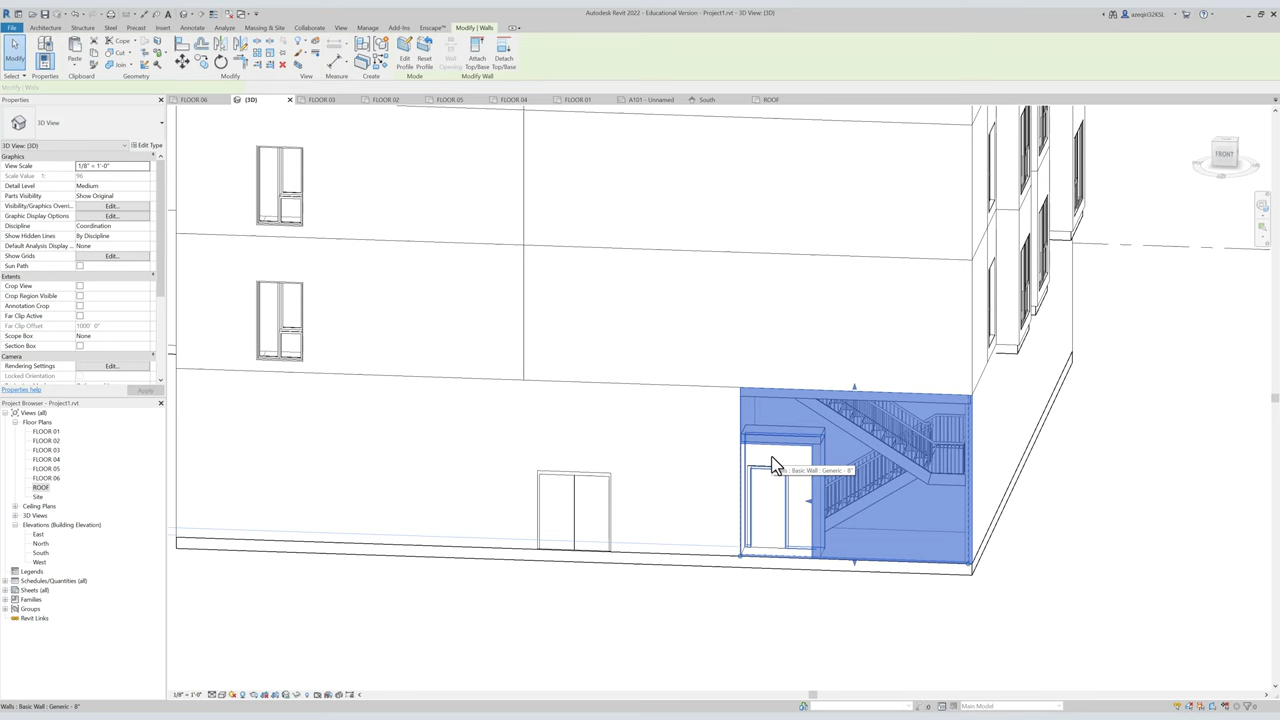 Autodesk Revit 2022 - Educational Version - Project1.rvt - 3D View: {3D}
azegii32KSL
File Architecture Structure Steel Precast Insert Annotate Analyze Massing & Site Collaborate View Manage Add-Ins Enscape™ Modify | Walls
Modify
Paste
Cope
Cut
Join
Edit Profile
Reset Profile
Wall Opening
Attach Top/Base
Detach Top/Base
Select Properties Clipboard Geometry Modify View Measure Create Mode Modify Wall
Modify | Walls
Properties
FLOOR 06 {3D} FLOOR 03 FLOOR 02 FLOOR 05 FLOOR 04 FLOOR 01 A101 - Unnamed South ROOF
3D View
3D View: {3D} Edit Type
Graphics
View Scale 1/8" = 1'-0"
Scale Value 1: 96
Detail Level Medium
Parts Visibility Show Original
Visibility/Graphics Overri... Edit...
Graphic Display Options Edit...
Discipline Coordination
Show Hidden Lines By Discipline
Default Analysis Display ... None
Show Grids Edit...
Sun Path
Extents
Crop View
Crop Region Visible
Annotation Crop
Far Clip Active
Far Clip Offset 1000' 0"
Scope Box None
Section Box
Camera
Rendering Settings Edit...
Locked Orientation
Properties help Apply
Project Browser - Project1.rvt
Views (all)
Floor Plans
FLOOR 01
FLOOR 02
FLOOR 03
FLOOR 04
FLOOR 05
FLOOR 06
ROOF
Site
Ceiling Plans
3D Views
Elevations (Building Elevation)
East
North
South
West
Legends
Schedules/Quantities (all)
Sheets (all)
Families
Groups
Revit Links
FRONT
: Basic Wall : Generic - 8"
1/8" = 1'-0"
Walls : Basic Wall : Generic - 8"
:0
Main Model
:0